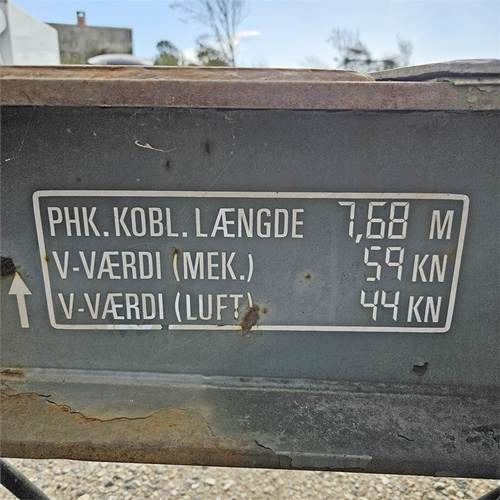 PHK. KOBL. LÆNGDE 7,68 M
V-VÆRDI (MEK.) 59 KN
V-VÆRDI (LUFT) 44 KN